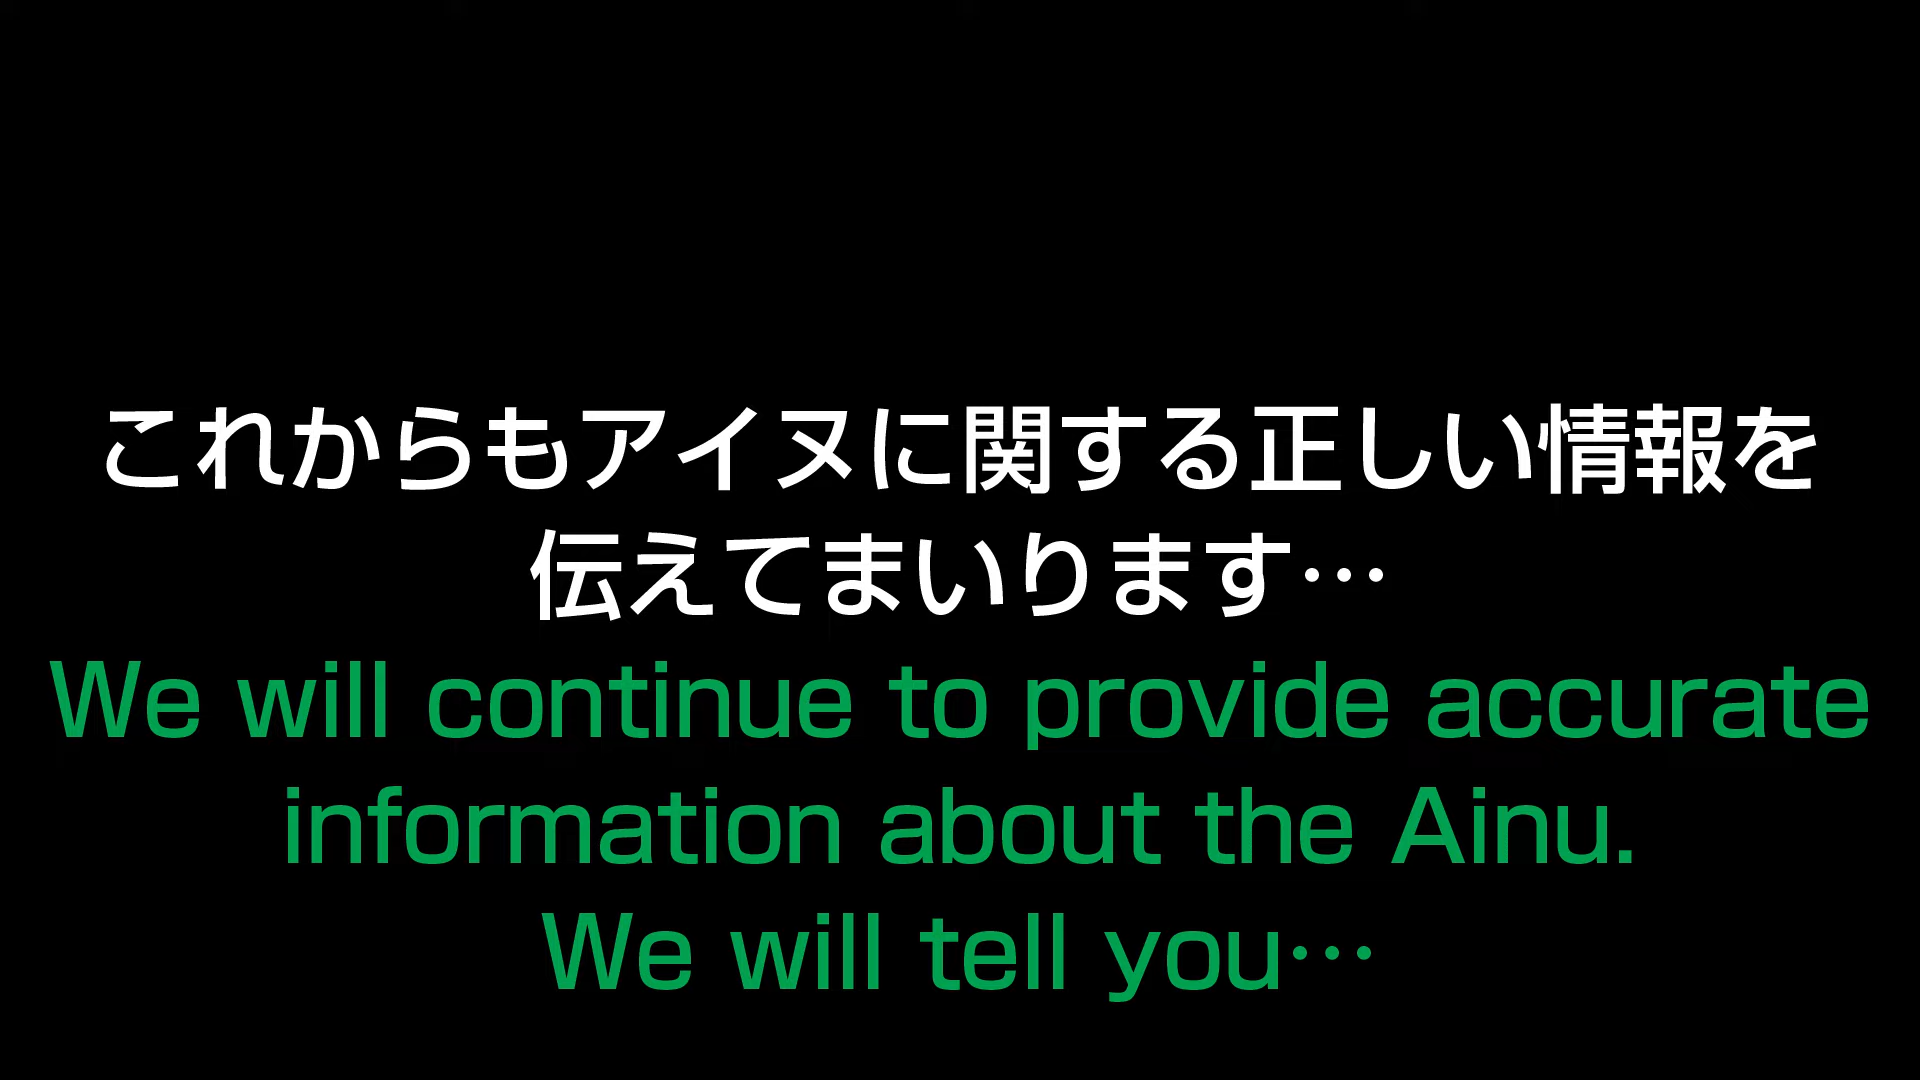 これからもアイヌに関する正しい情報を
伝えてまいります…
We will continue to provide accurate
information about the Ainu.
We will tell you…